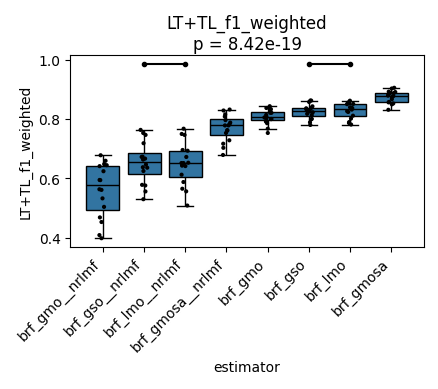 LT+TL_f1_weighted
p = 8.42e-19
LT+TL_f1_weighted
1.0
0.8
0.6
0.4
brf_gmo__nrlmf
brf_gso__nrlmf
brf_lmo__nrlmf
brf_gmosa__nrlmf
brf_gmo
brf_gso
brf_lmo
brf_gmosa
estimator